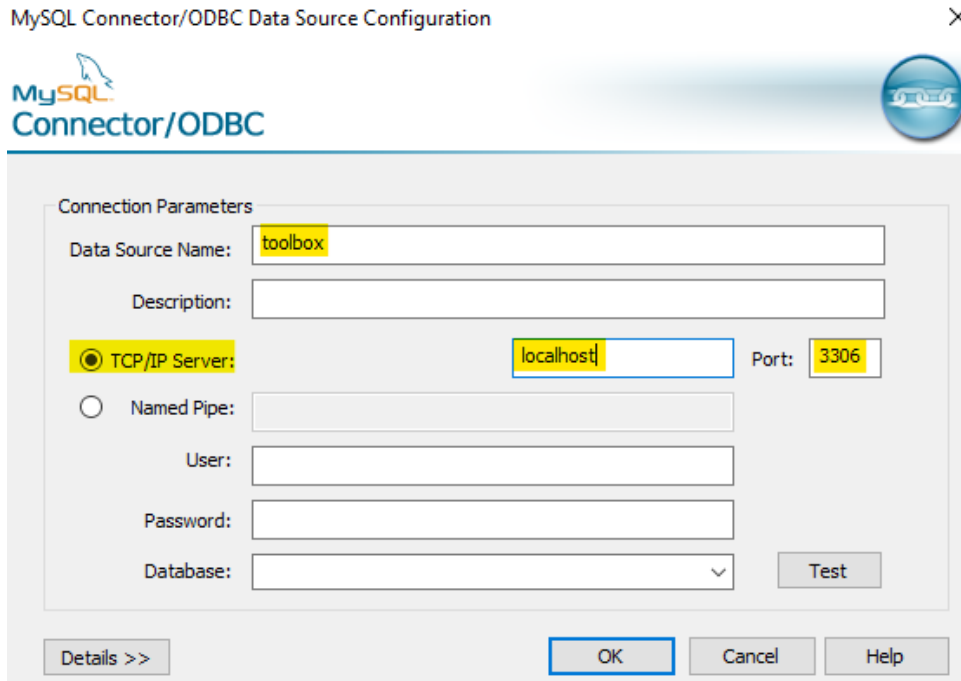 MySQL Connector/ODBC Data Source Configuration
MySQL
Connector/ODBC
Connection Parameters
Data Source Name: toolbox
Description:
TCP/IP Server: localhost Port: 3306
Named Pipe:
User:
Password:
Database: Test
Details >> OK Cancel Help